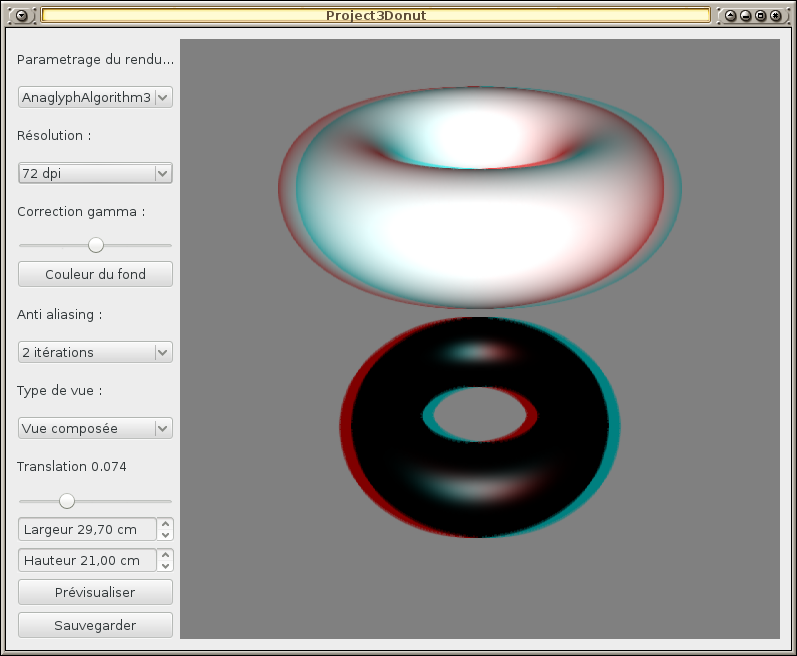 Project3Donut
Parametrage du rendu...
AnaglyphAlgorithm3
Résolution :
72 dpi
Correction gamma :
Couleur du fond
Anti aliasing :
2 itérations
Type de vue :
Vue composée
Translation 0.074
Largeur 29,70 cm
Hauteur 21,00 cm
Prévisualiser
Sauvegarder